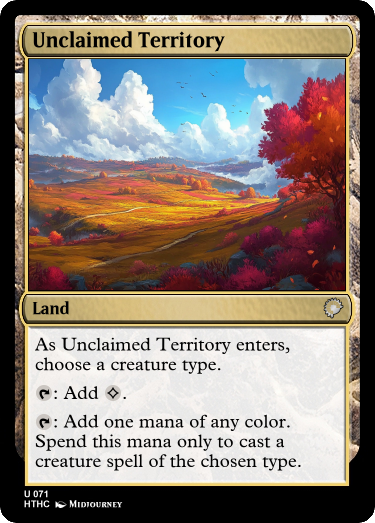 Unclaimed Territory
Land
As Unclaimed Territory enters,
choose a creature type.
: Add .
: Add one mana of any color.
Spend this mana only to cast a
creature spell of the chosen type.
U 071
HTHC Midjourney